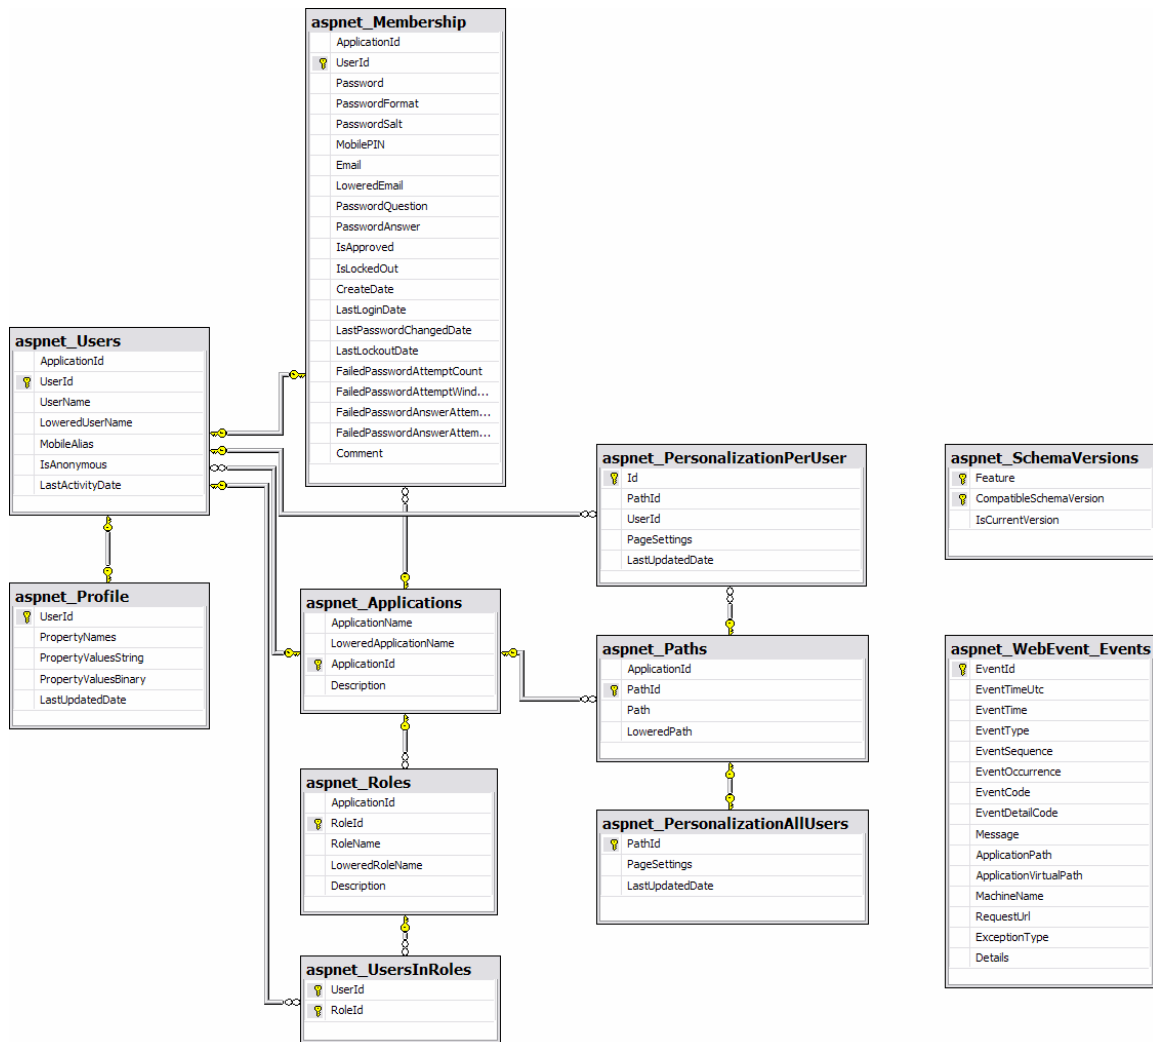 aspnet_Membership
ApplicationId
UserId
Password
PasswordFormat
PasswordSalt
MobilePIN
Email
LoweredEmail
PasswordQuestion
PasswordAnswer
IsApproved
IsLockedOut
CreateDate
LastLoginDate
LastPasswordChangedDate
LastLockoutDate
FailedPasswordAttemptCount
FailedPasswordAttemptWind...
FailedPasswordAnswerAttem...
FailedPasswordAnswerAttem...
Comment
aspnet_Users
ApplicationId
UserId
UserName
LoweredUserName
MobileAlias
IsAnonymous
LastActivityDate
aspnet_Profile
UserId
PropertyNames
PropertyValuesString
PropertyValuesBinary
LastUpdatedDate
aspnet_Applications
ApplicationName
LoweredApplicationName
ApplicationId
Description
aspnet_Roles
ApplicationId
RoleId
RoleName
LoweredRoleName
Description
aspnet_UsersInRoles
UserId
RoleId
aspnet_PersonalizationPerUser
Id
PathId
UserId
PageSettings
LastUpdatedDate
aspnet_Paths
ApplicationId
PathId
Path
LoweredPath
aspnet_PersonalizationAllUsers
PathId
PageSettings
LastUpdatedDate
aspnet_SchemaVersions
Feature
CompatibleSchemaVersion
IsCurrentVersion
aspnet_WebEvent_Events
EventId
EventTimeUtc
EventTime
EventType
EventSequence
EventOccurrence
EventCode
EventDetailCode
Message
ApplicationPath
ApplicationVirtualPath
MachineName
RequestUrl
ExceptionType
Details